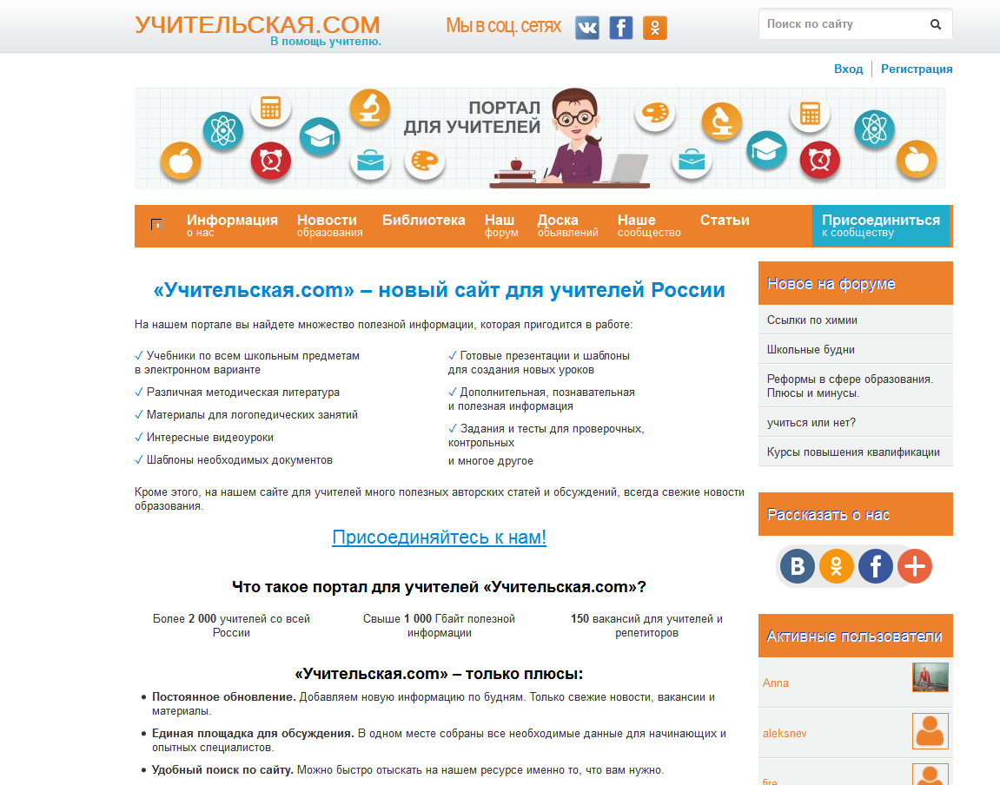 УЧИТЕЛЬСКАЯ.COM
В помощь учителю.
Мы в соц. сетях
Поиск по сайту
Вход
Регистрация
ПОРТАЛ
ДЛЯ УЧИТЕЛЕЙ
Информация
о нас
Новости
образования
Библиотека
Наш
форум
Доска
обьявлений
Наше
сообщество
Статьи
Присоединиться
к сообществу
«Учительская.com» – новый сайт для учителей России
На нашем портале вы найдете множество полезной информации, которая пригодится в работе:
✓ Учебники по всем школьным предметам
в электронном варианте
✓ Различная методическая литература
✓ Материалы для логопедических занятий
✓ Интересные видеоуроки
✓ Шаблоны необходимых документов
✓ Готовые презентации и шаблоны
для создания новых уроков
✓ Дополнительная, познавательная
и полезная информация
✓ Задания и тесты для проверочных,
контрольных
и многое другое
Кроме этого, на нашем сайте для учителей много полезных авторских статей и обсуждений, всегда свежие новости
образования.
Присоединяйтесь к нам!
Что такое портал для учителей «Учительская.com»?
Более 2 000 учителей со всей
России
Свыше 1 000 Гбайт полезной
информации
150 вакансий для учителей и
репетиторов
«Учительская.com» – только плюсы:
• Постоянное обновление. Добавляем новую информацию по будням. Только свежие новости, вакансии и
материалы.
• Единая площадка для обсуждения. В одном месте собраны все необходимые данные для начинающих и
опытных специалистов.
• Удобный поиск по сайту. Можно быстро отыскать на нашем ресурсе именно то, что вам нужно.
Новое на форуме
Ссылки по химии
Школьные будни
Реформы в сфере образования.
Плюсы и минусы.
учиться или нет?
Курсы повышения квалификации
Рассказать о нас
Активные пользователи
Anna
aleksnev
fire